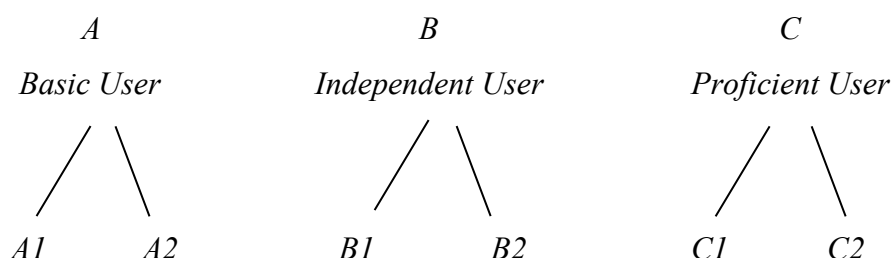 A B C
Basic User Independent User Proficient User
A1 A2 B1 B2 C1 C2